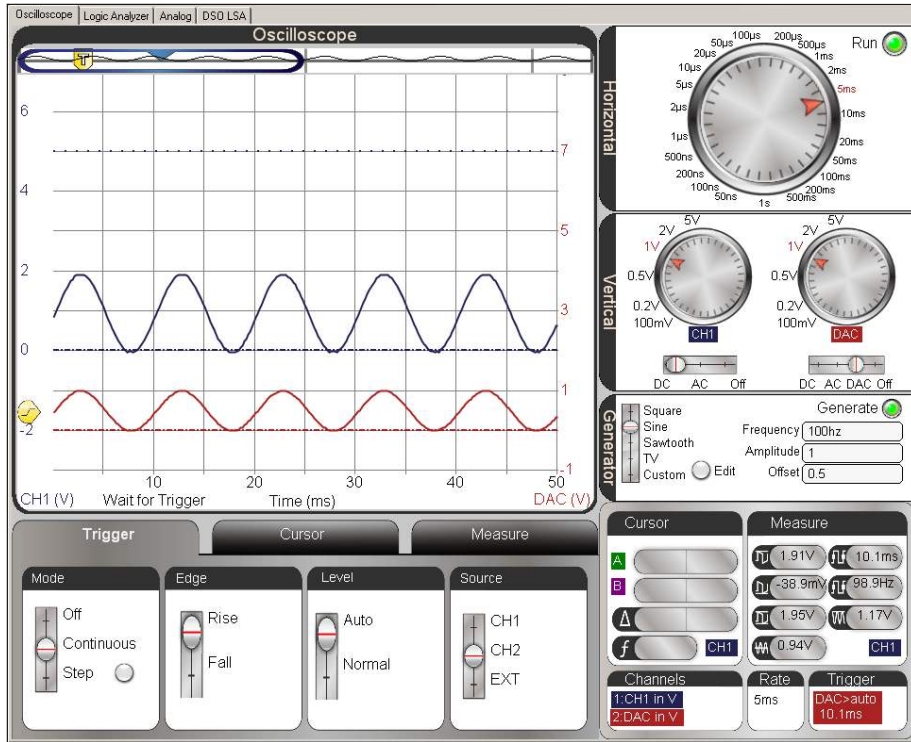 Oscilloscope Logic Analyzer Analog DSO LSA
Oscilloscope
T
6
4
2
0
-2
7
5
3
1
-1
10 20 30 40 50
CH1 (V) Wait for Trigger Time (ms) DAC (V)
Horizontal
Run
1s
50ns
100ns
200ns
500ns
1µs
2µs
5µs
10µs
20µs
50µs
100µs
200µs
500µs
1ms
2ms
5ms
10ms
20ms
50ms
100ms
200ms
500ms
Vertical
5V
2V
1V
0.5V
0.2V
100mV
CH1
DC AC Off
5V
2V
1V
0.5V
0.2V
100mV
DAC
DC AC DAC Off
Generator
Square
Sine
Sawtooth
TV
Custom
Edit
Generate
Frequency 100hz
Amplitude 1
Offset 0.5
Trigger Cursor Measure
Mode
Off
Continuous
Step
Edge
Rise
Fall
Level
Auto
Normal
Source
CH1
CH2
EXT
Cursor
A
B
Δ
f CH1
Measure
1.91V 10.1ms
-38.9mV 98.9Hz
1.95V 1.17V
0.94V CH1
Channels
1:CH1 in V
2:DAC in V
Rate
5ms
Trigger
DAC>auto
10.1ms